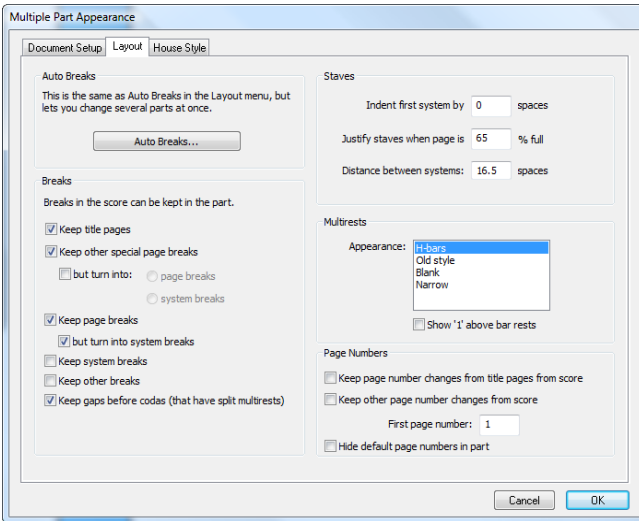 Multiple Part Appearance
Document Setup
Layout
House Style
Auto Breaks
This is the same as Auto Breaks in the Layout menu, but
lets you change several parts at once.
Auto Breaks...
Breaks
Breaks in the score can be kept in the part.
Keep title pages
Keep other special page breaks
but turn into:
page breaks
system breaks
Keep page breaks
but turn into system breaks
Keep system breaks
Keep other breaks
Keep gaps before codas (that have split multirests)
Staves
Indent first system by 0 spaces
Justify staves when page is 65 % full
Distance between systems: 16.5 spaces
Multirests
Appearance:
H-bars
Old style
Blank
Narrow
Show '1' above bar rests
Page Numbers
Keep page number changes from title pages from score
Keep other page number changes from score
First page number: 1
Hide default page numbers in part
Cancel
OK